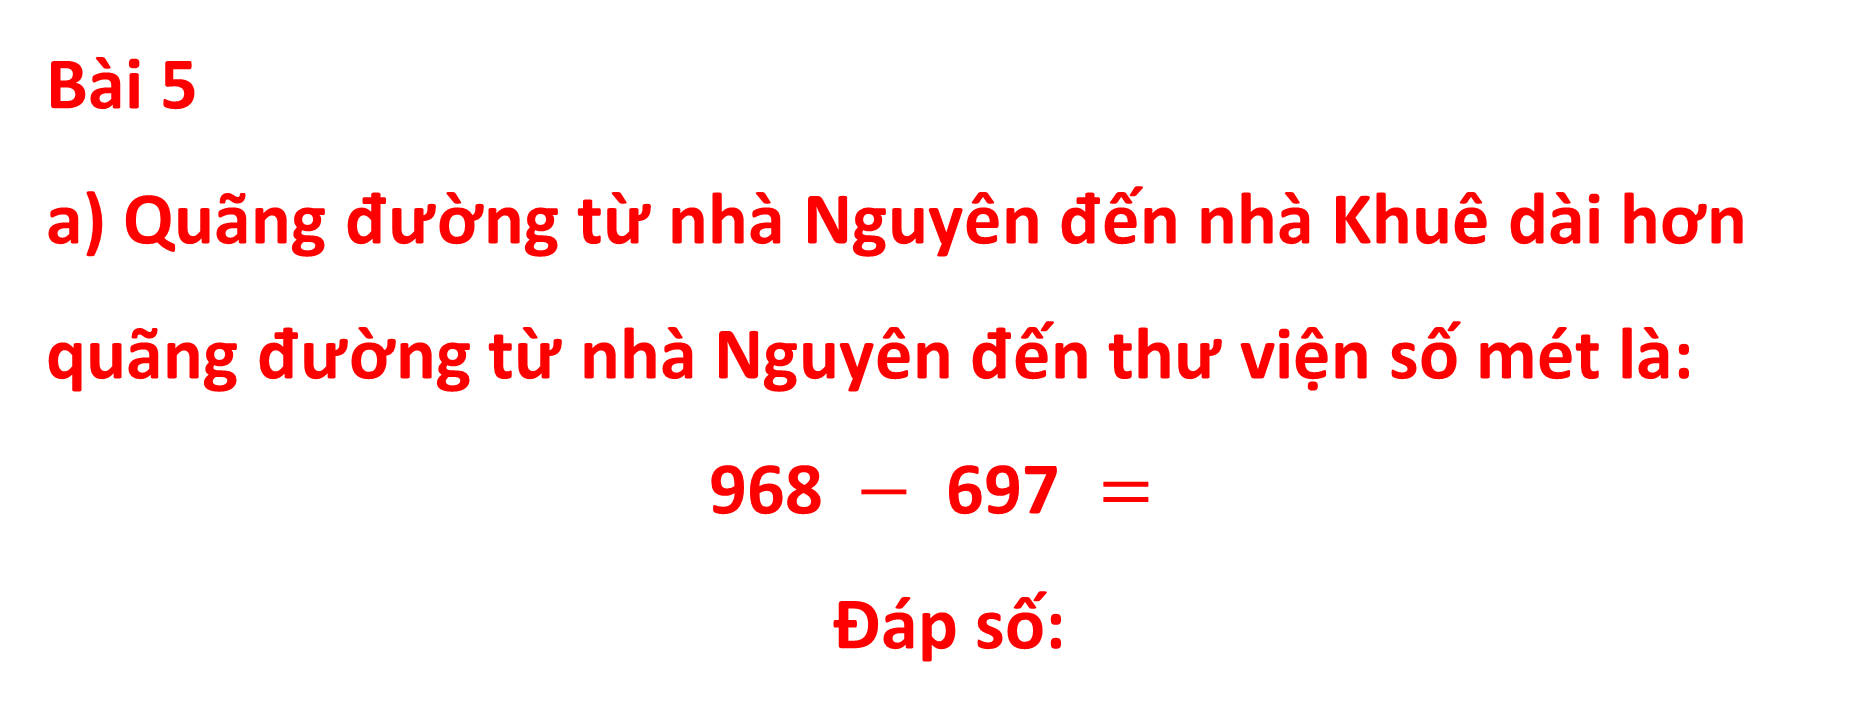 Bài 5
a) Quãng đường từ nhà Nguyên đến nhà Khuê dài hơn
quãng đường từ nhà Nguyên đến thư viện số mét là:
968 − 697 =
Đáp số: